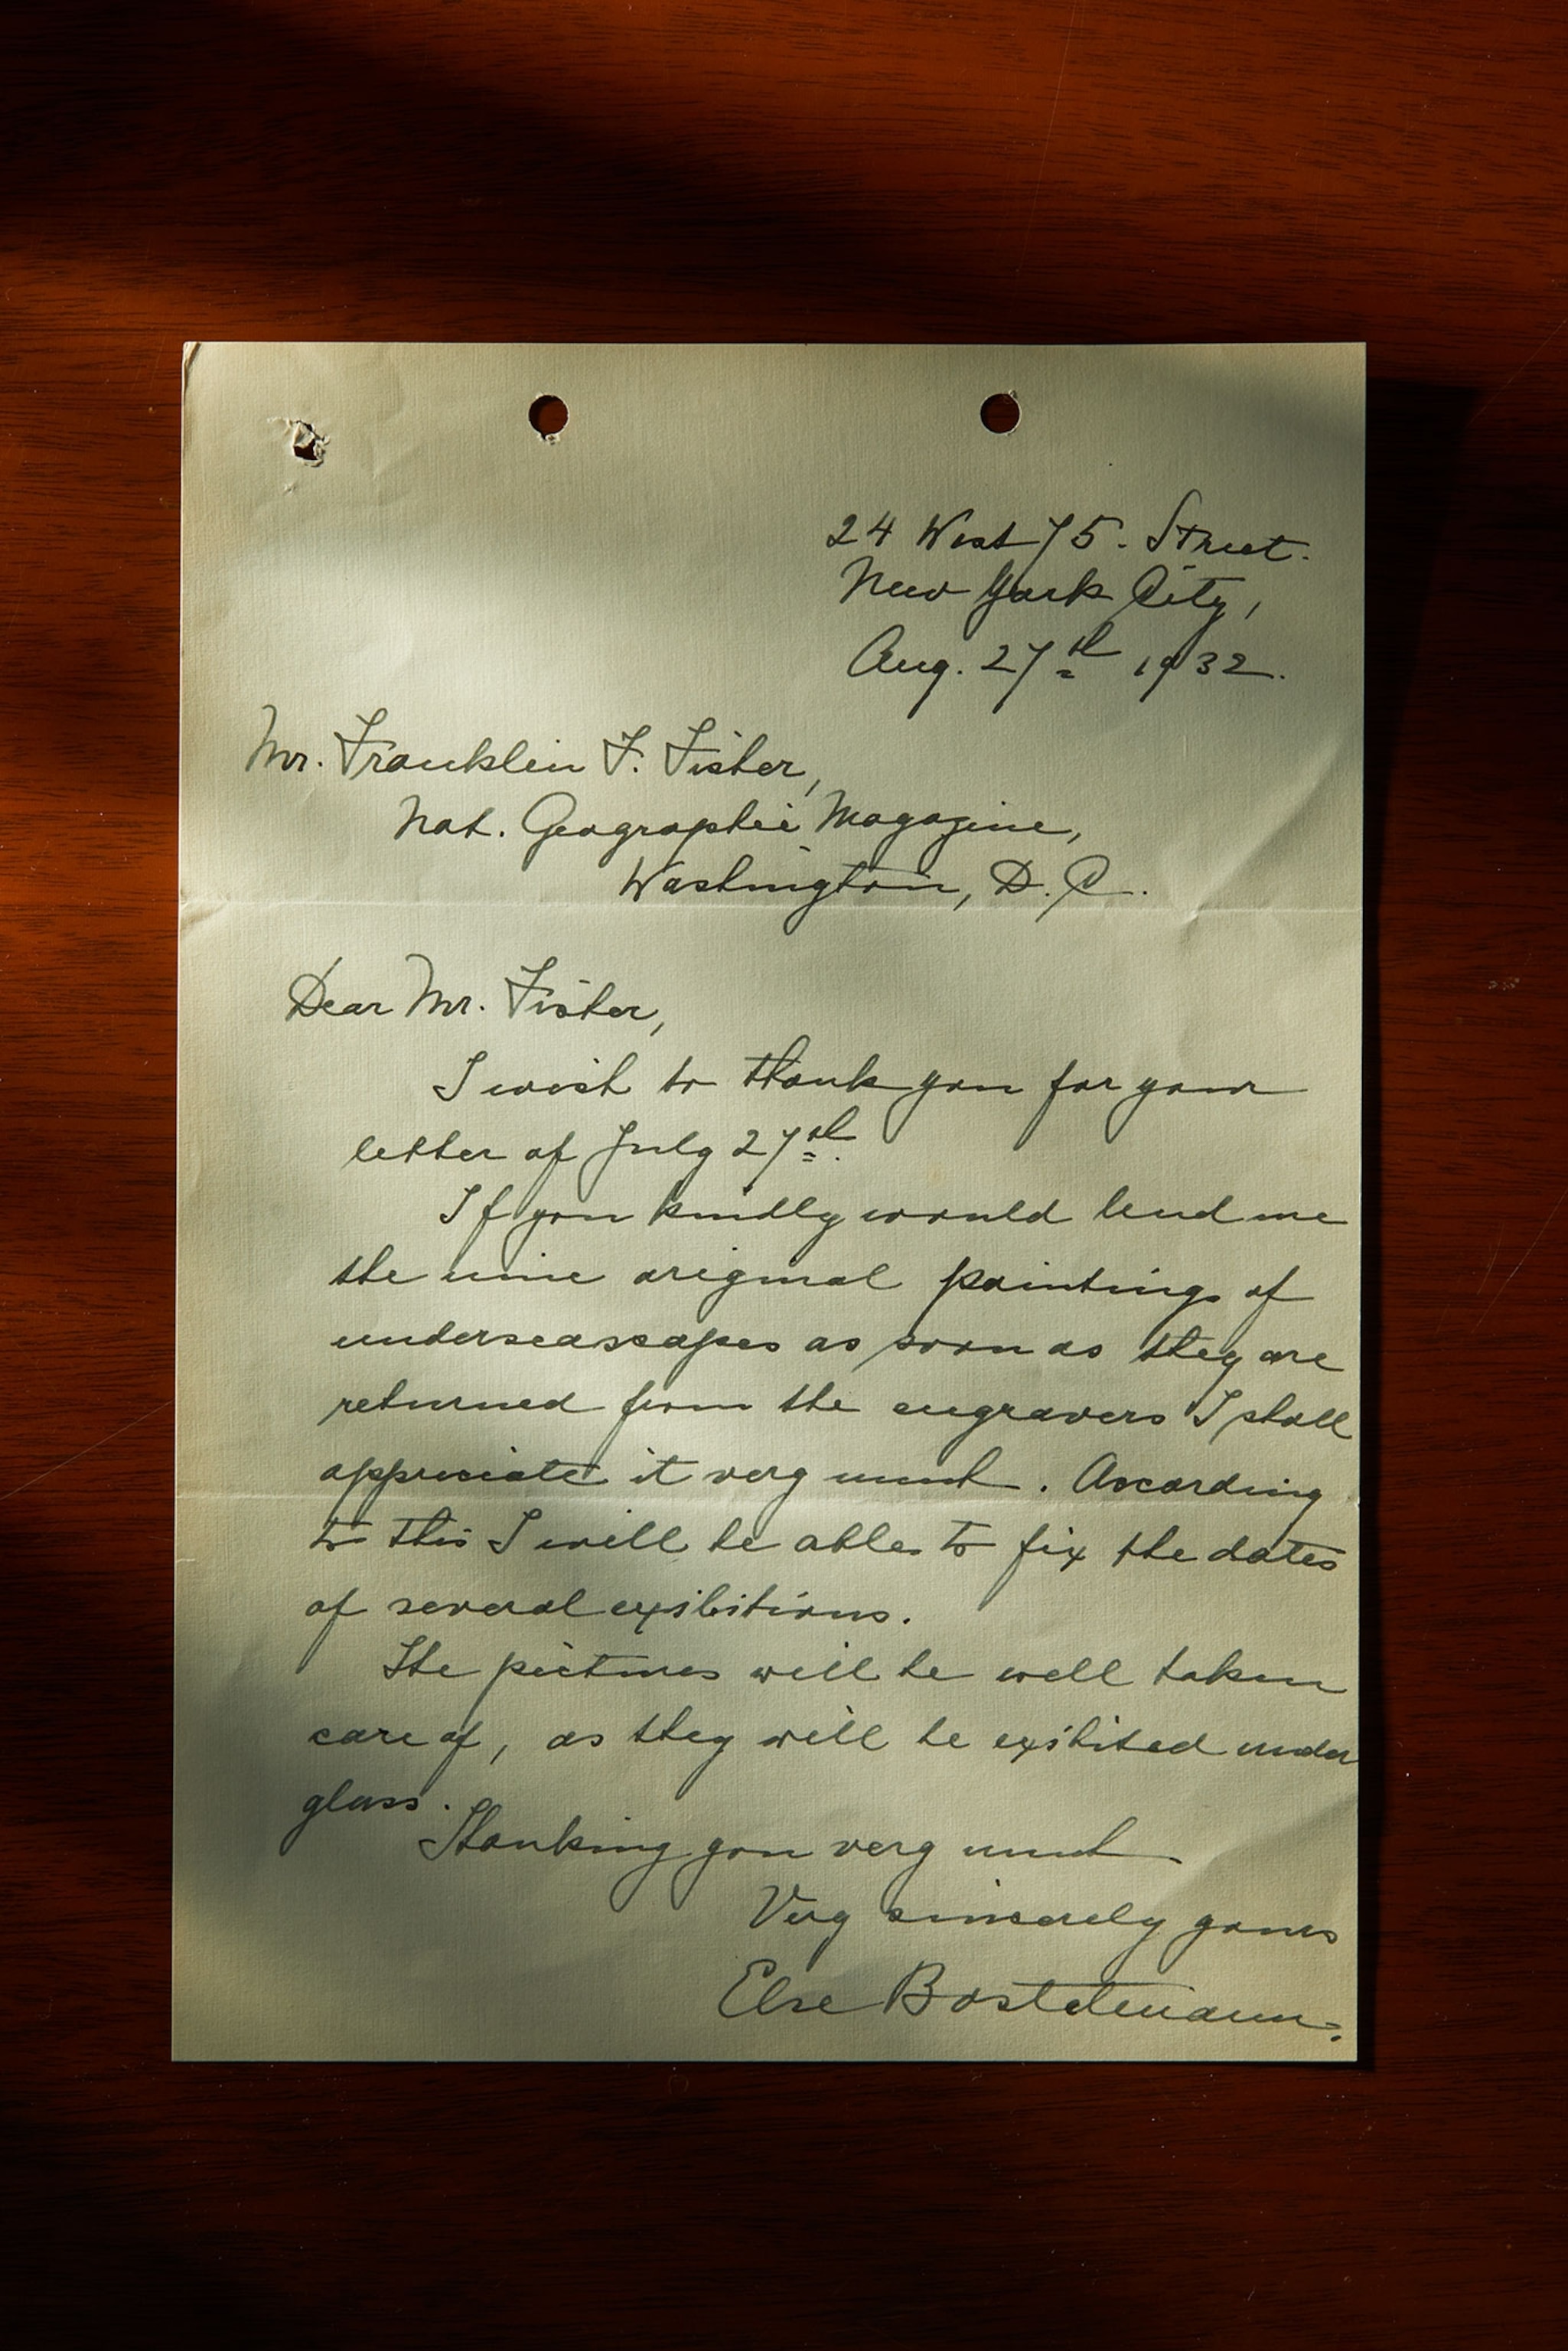 24 West 75. Street.
New York City,
Aug. 27th 1932.
Mr. Franklin F. Fisher,
Nat. Geographic Magazine,
Washington, D.C.
Dear Mr. Fisher,
I wish to thank you for your
letter of July 27th.
If you kindly would lend me
the nine original paintings of
underseascapes as soon as they are
returned from the engravers I shall
appreciate it very much. According
to this I will be able to fix the dates
of several exibitions.
The pictures will be well taken
care of, as they will be exibited under
glass.
Thanking you very much
Very sincerely yours
Else Bostelmann.